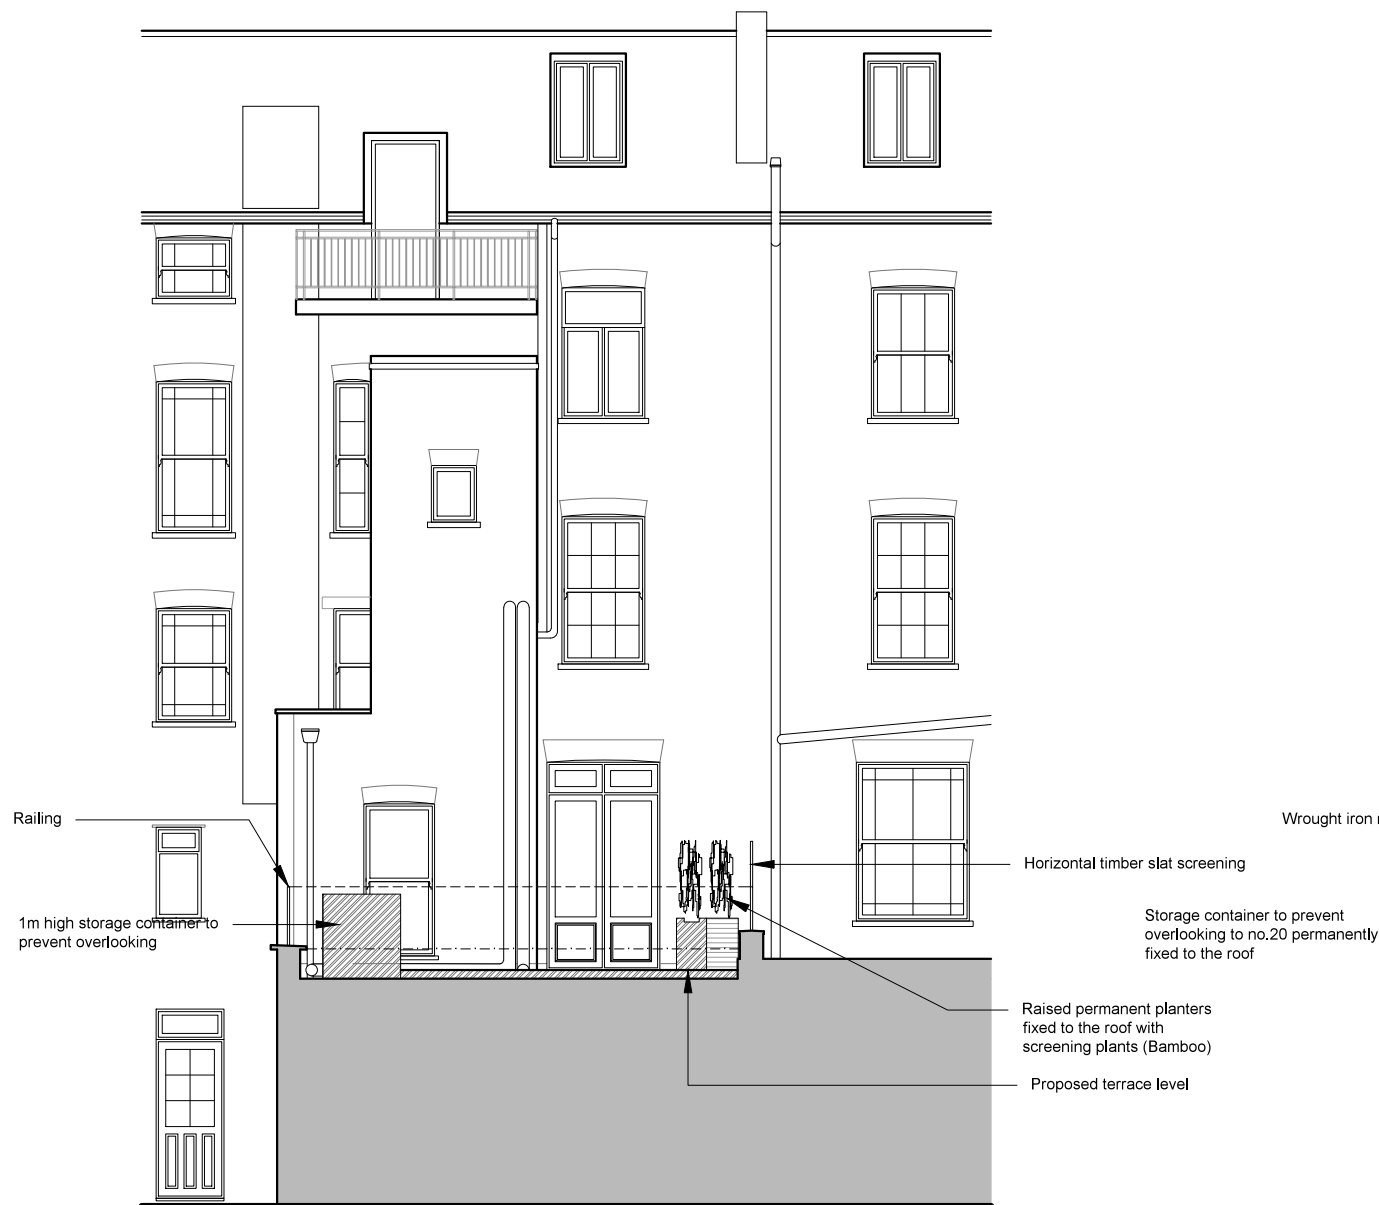 Railing
1m high storage container to
prevent overlooking
Wrought iron
Horizontal timber slat screening
Storage container to prevent
overlooking to no.20 permanently
fixed to the roof
Raised permanent planters
fixed to the roof with
screening plants (Bamboo)
Proposed terrace level